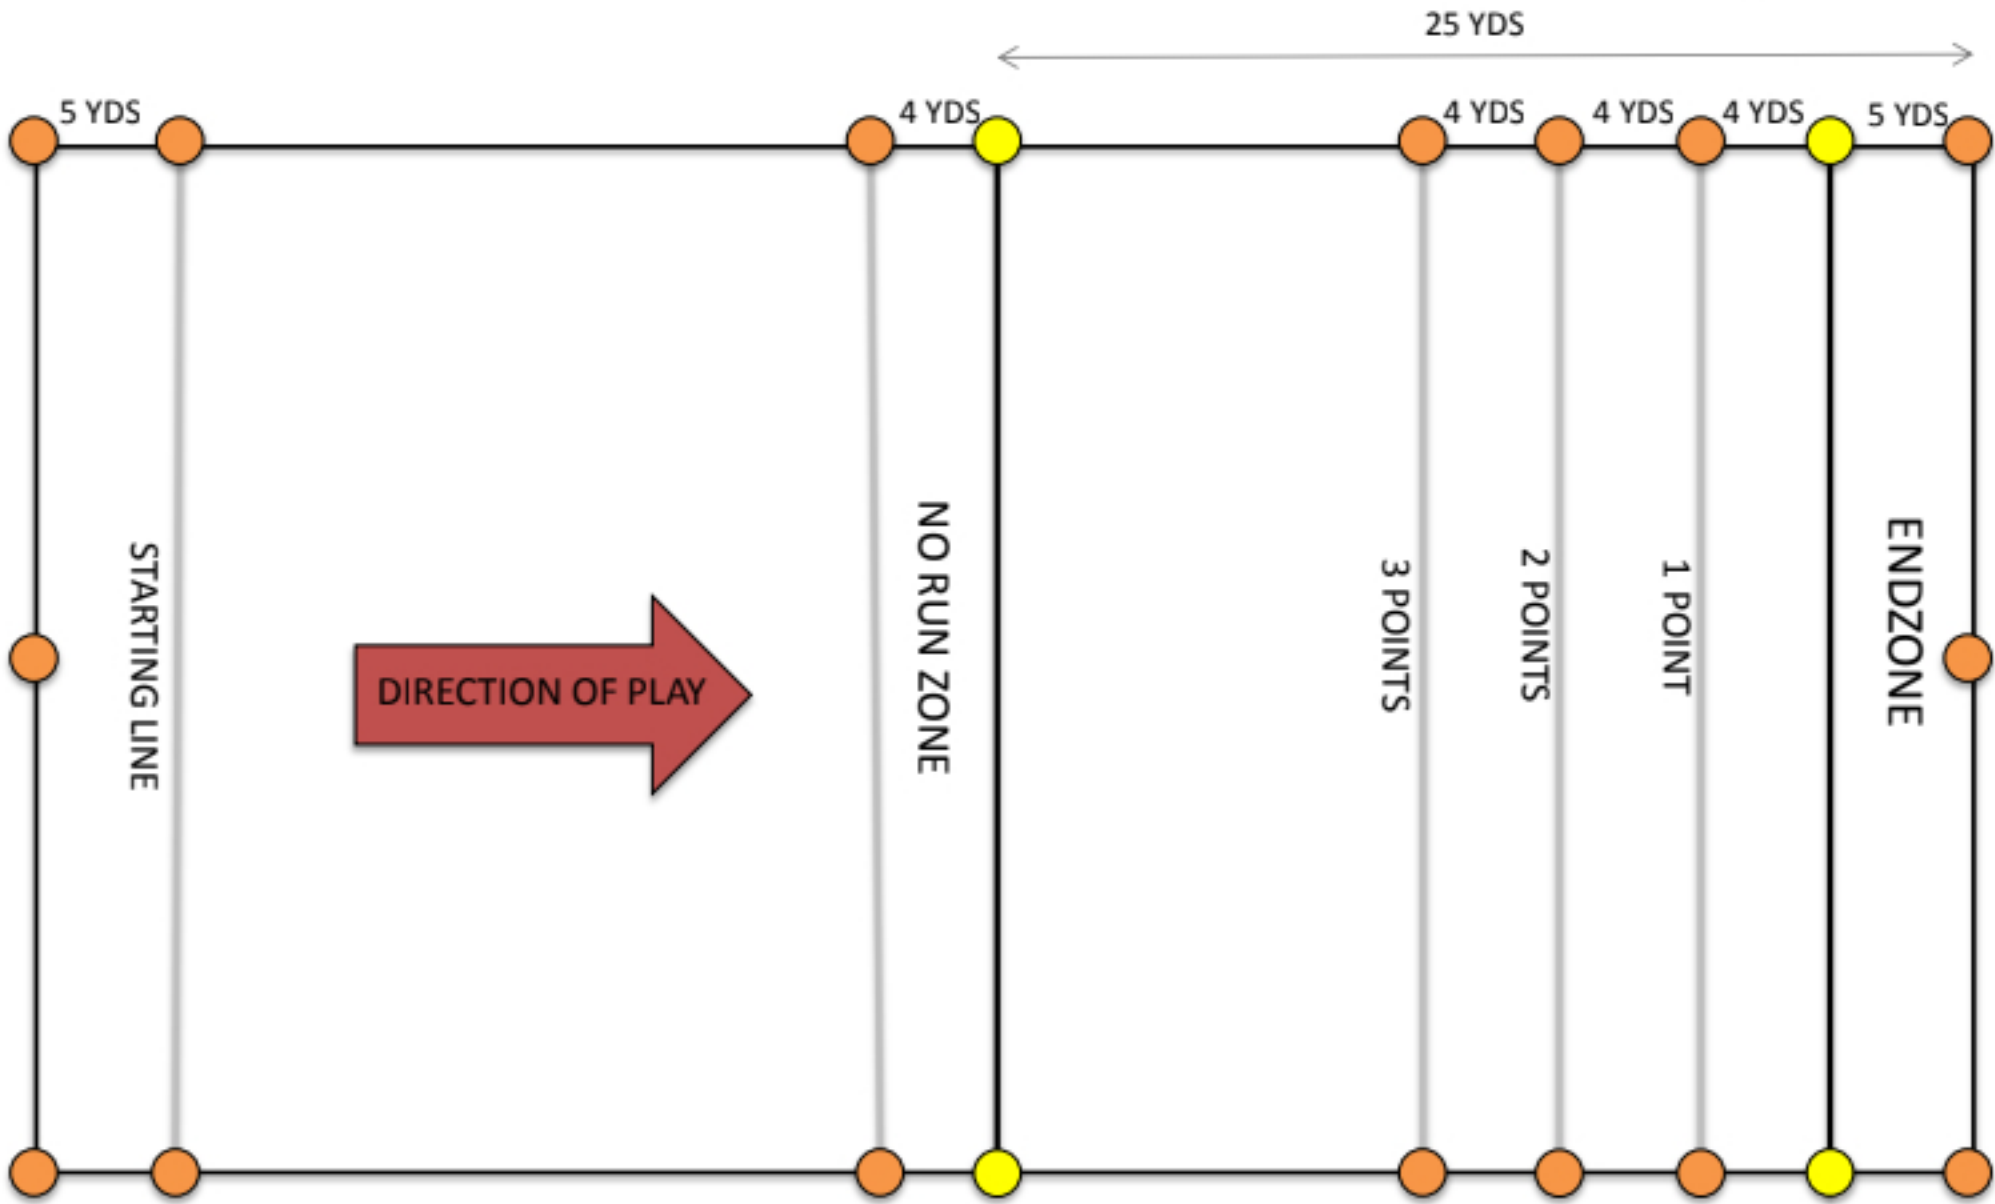 25 YDS
5 YDS
4 YDS
4 YDS
4 YDS
4 YDS
5 YDS
STARTING LINE
DIRECTION OF PLAY
NO RUN ZONE
3 POINTS
2 POINTS
1 POINT
ENDZONE